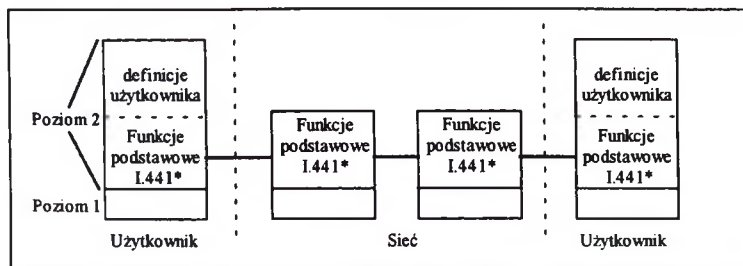 definicje
użytkownika
Poziom 2
Funkcje
podstawowe
I.441*
Poziom 1
Użytkownik
Funkcje
podstawowe
I.441*
Funkcje
podstawowe
I.441*
Sieć
definicje
użytkownika
Funkcje
podstawowe
I.441*
Użytkownik